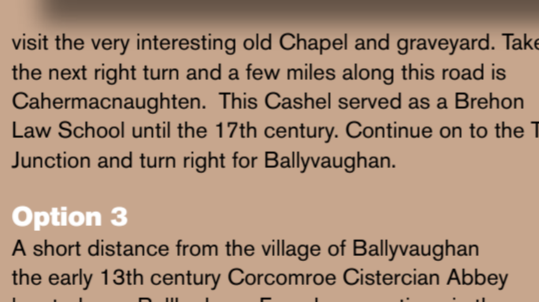 visit the very interesting old Chapel and graveyard. Take
the next right turn and a few miles along this road is
Cahermacnaughten. This Cashel served as a Brehon
Law School until the 17th century. Continue on to the T
Junction and turn right for Ballyvaughan.
Option 3
A short distance from the village of Ballyvaughan
the early 13th century Corcomroe Cistercian Abbey